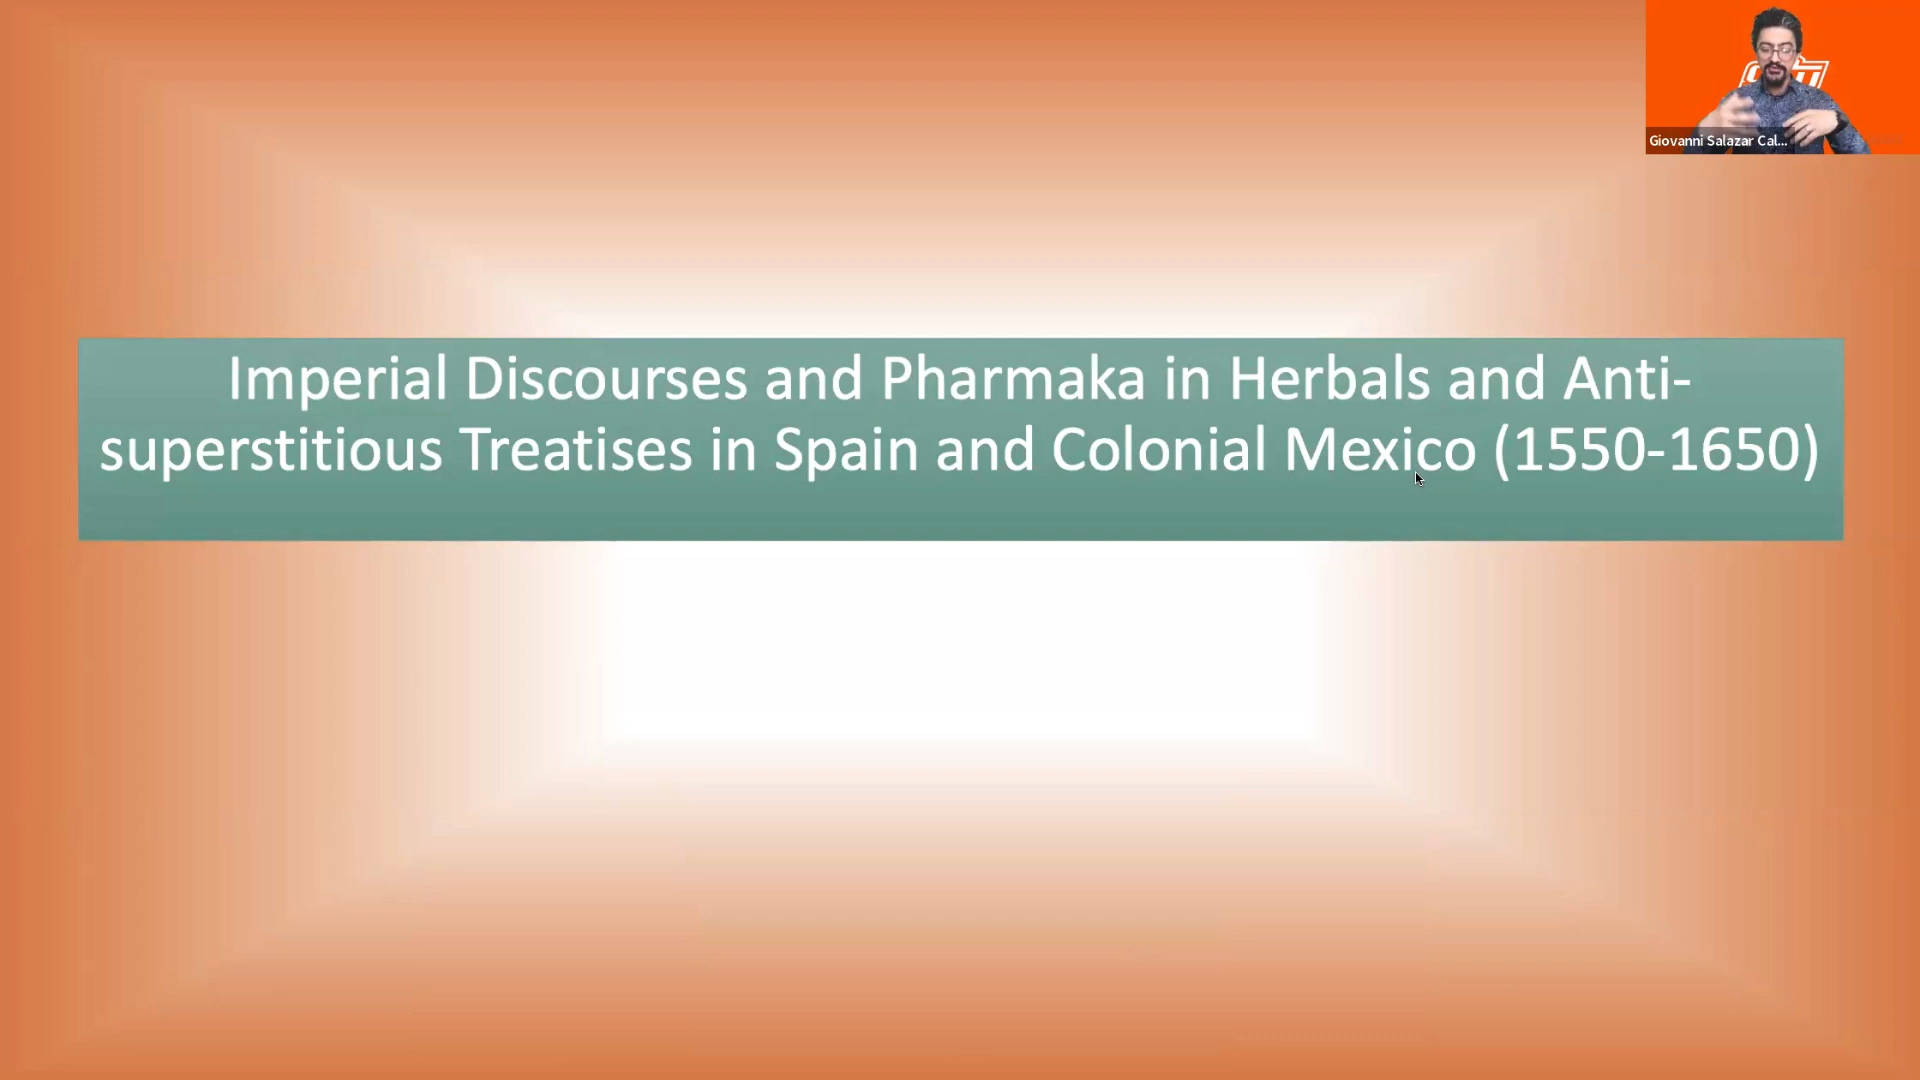 Giovanni Salazar Cal...
Imperial Discourses and Pharmaka in Herbals and Anti-
superstitious Treatises in Spain and Colonial Mexico (1550-1650)